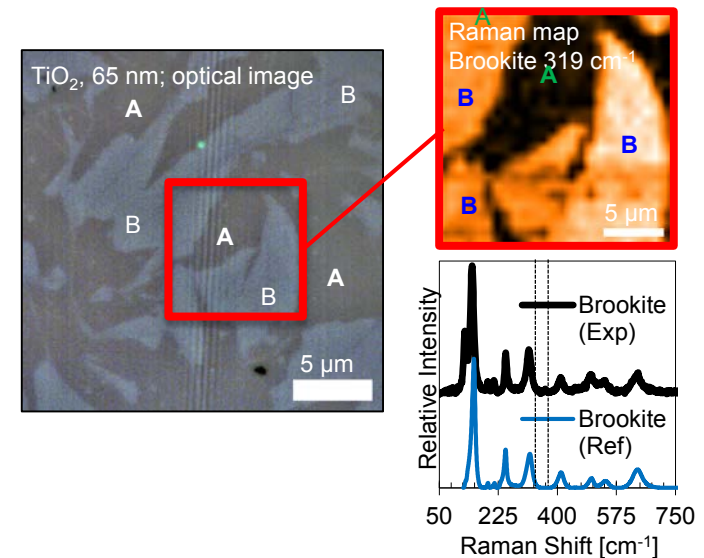 TiO₂, 65 nm; optical image
A
B
B
A
A
B
5 µm
A
Raman map
Brookite 319 cm⁻¹
A
B
B
B
5 µm
Relative Intensity
Brookite
(Exp)
Brookite
(Ref)
50 225 400 575 750
Raman Shift [cm⁻¹]